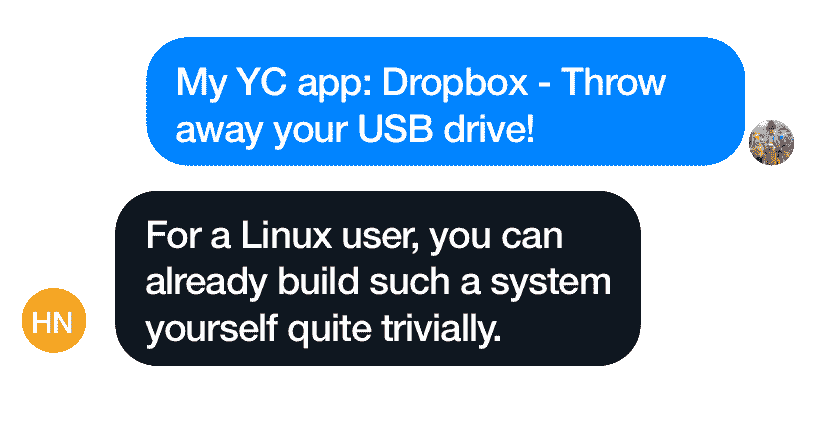 My YC app: Dropbox - Throw
away your USB drive!
For a Linux user, you can
already build such a system
HN
yourself quite trivially.